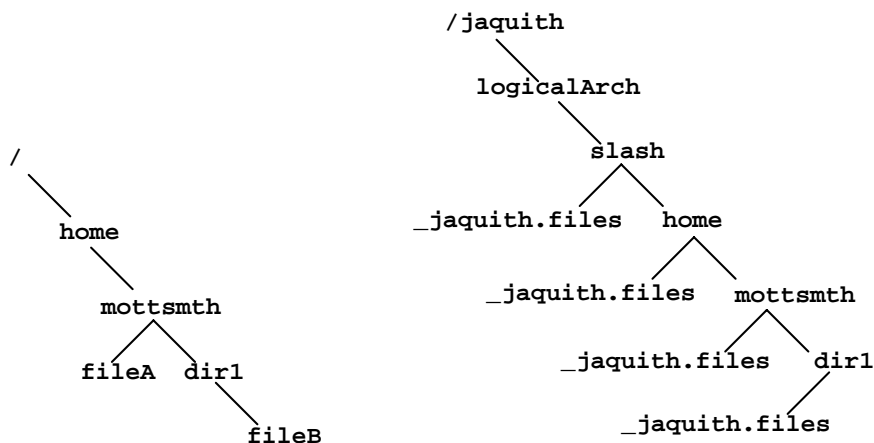 /
home
mottsmth
fileA dir1
fileB
/jaquith
logicalArch
slash
_jaquith.files home
_jaquith.files mottsmth
_jaquith.files dir1
_jaquith.files